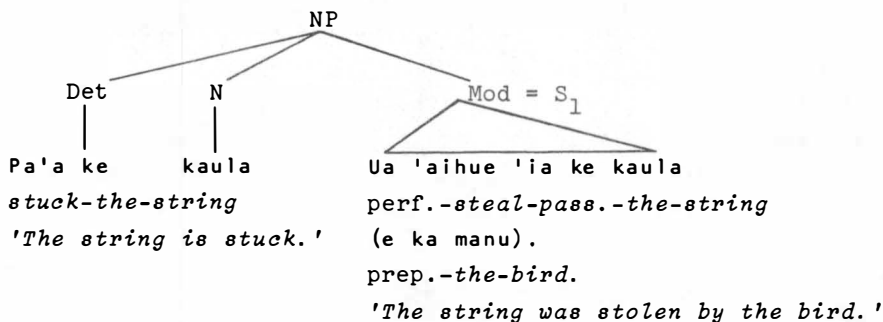 NP
Det N Mod = S1
Pa'a ke kaula Ua 'aihue 'ia ke kaula
stuck-the-string perf.-steal-pass.-the-string
'The string is stuck.' (e ka manu).
prep.-the-bird.
'The string was stolen by the bird.'